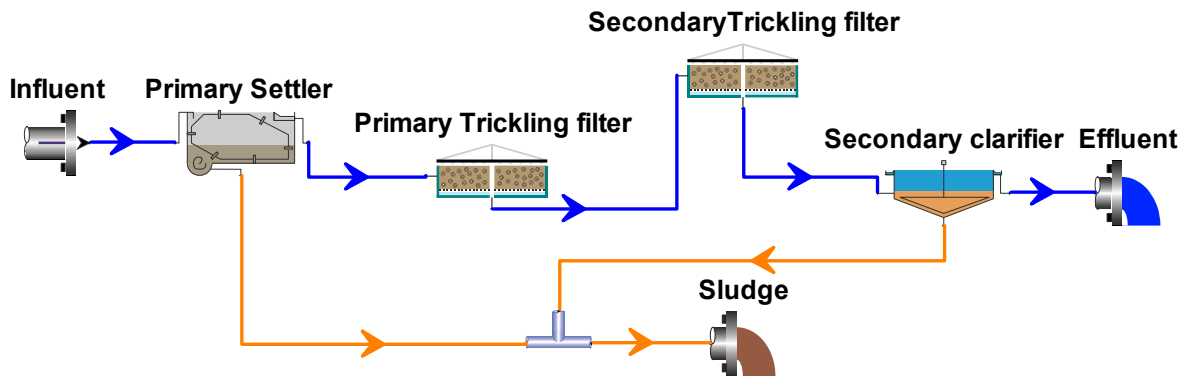 SecondaryTrickling filter
Influent
Primary Settler
Primary Trickling filter
Secondary clarifier
Effluent
Sludge